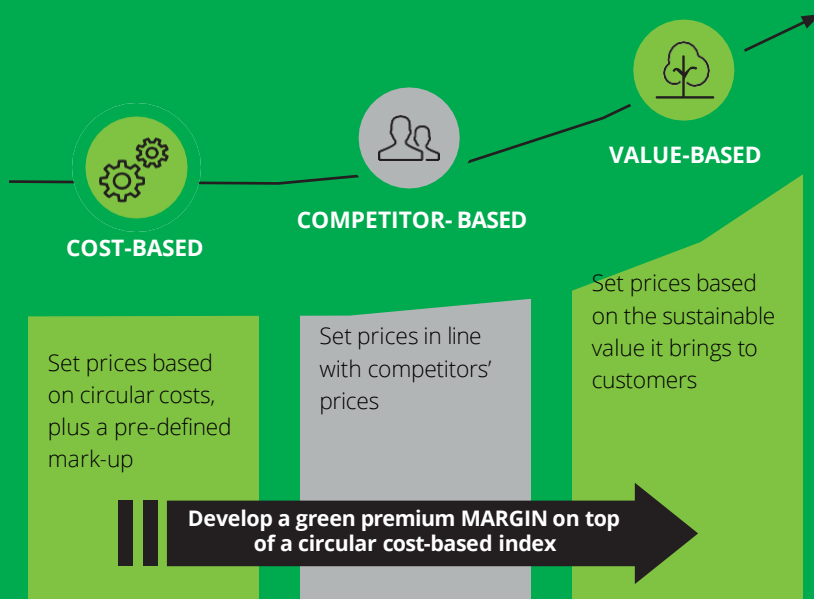 COST-BASED
Set prices based
on circular costs,
plus a pre-defined
mark-up
COMPETITOR- BASED
Set prices in line
with competitors’
prices
VALUE-BASED
Set prices based
on the sustainable
value it brings to
customers
Develop a green premium MARGIN on top
of a circular cost-based index